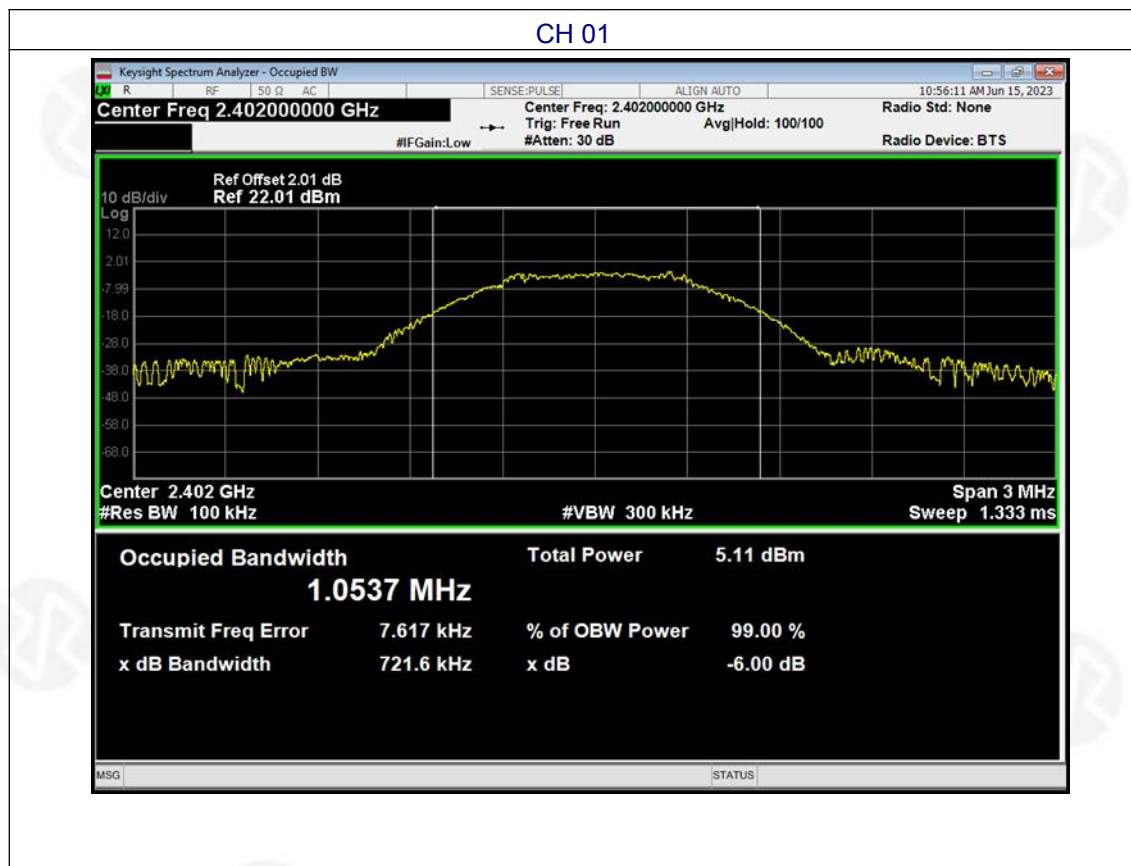 CH 01
Keysight Spectrum Analyzer - Occupied BW
LXI R RF 50 Ω AC SENSE:PULSE ALIGN AUTO 10:56:11 AM Jun 15, 2023
Center Freq 2.402000000 GHz Center Freq: 2.402000000 GHz Radio Std: None
Trig: Free Run Avg|Hold: 100/100
#IFGain:Low #Atten: 30 dB Radio Device: BTS
Ref Offset 2.01 dB
10 dB/div Ref 22.01 dBm
Log
12.0
2.01
-7.99
-18.0
-28.0
-38.0
-48.0
-58.0
-68.0
Center 2.402 GHz Span 3 MHz
#Res BW 100 kHz #VBW 300 kHz Sweep 1.333 ms
Occupied Bandwidth Total Power 5.11 dBm
1.0537 MHz
Transmit Freq Error 7.617 kHz % of OBW Power 99.00 %
x dB Bandwidth 721.6 kHz x dB -6.00 dB
MSG STATUS